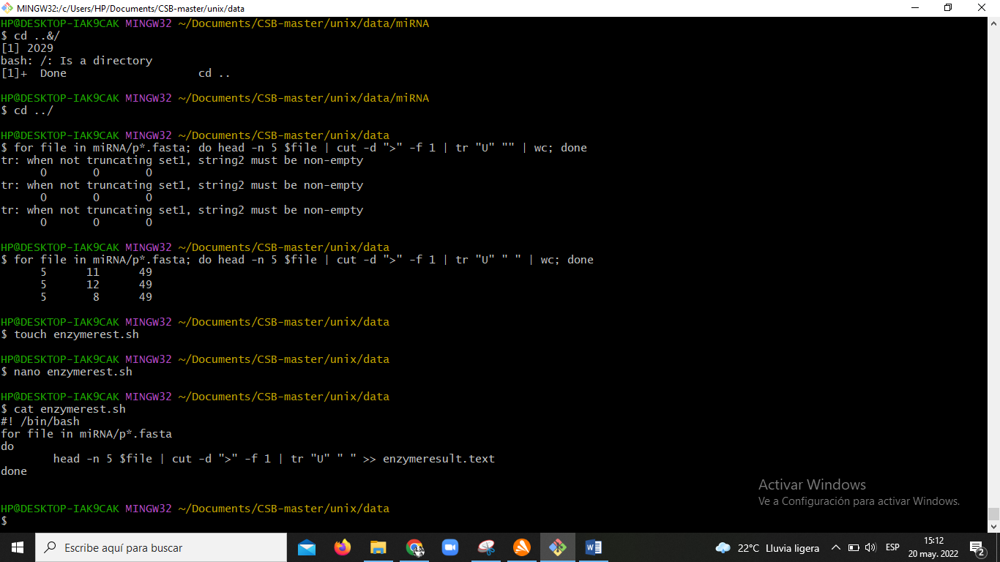 MINGW32:/c/Users/HP/Documents/CSB-master/unix/data
HP@DESKTOP-IAK9CAK MINGW32 ~/Documents/CSB-master/unix/data/miRNA
$ cd ..&/
[1] 2029
bash: /: Is a directory
[1]+  Done                    cd ..
HP@DESKTOP-IAK9CAK MINGW32 ~/Documents/CSB-master/unix/data/miRNA
$ cd ../
HP@DESKTOP-IAK9CAK MINGW32 ~/Documents/CSB-master/unix/data
$ for file in miRNA/p*.fasta; do head -n 5 $file | cut -d ">" -f 1 | tr "U" "" | wc; done
tr: when not truncating set1, string2 must be non-empty
      0       0       0
tr: when not truncating set1, string2 must be non-empty
      0       0       0
tr: when not truncating set1, string2 must be non-empty
      0       0       0
HP@DESKTOP-IAK9CAK MINGW32 ~/Documents/CSB-master/unix/data
$ for file in miRNA/p*.fasta; do head -n 5 $file | cut -d ">" -f 1 | tr "U" " " | wc; done
      5      11      49
      5      12      49
      5       8      49
HP@DESKTOP-IAK9CAK MINGW32 ~/Documents/CSB-master/unix/data
$ touch enzymerest.sh
HP@DESKTOP-IAK9CAK MINGW32 ~/Documents/CSB-master/unix/data
$ nano enzymerest.sh
HP@DESKTOP-IAK9CAK MINGW32 ~/Documents/CSB-master/unix/data
$ cat enzymerest.sh
#! /bin/bash
for file in miRNA/p*.fasta
do
        head -n 5 $file | cut -d ">" -f 1 | tr "U" " " >> enzymeresult.text
done
HP@DESKTOP-IAK9CAK MINGW32 ~/Documents/CSB-master/unix/data
$
Activar Windows
Ve a Configuración para activar Windows.
Escribe aquí para buscar
22°C Lluvia ligera
ESP
15:12
20 may. 2022
2